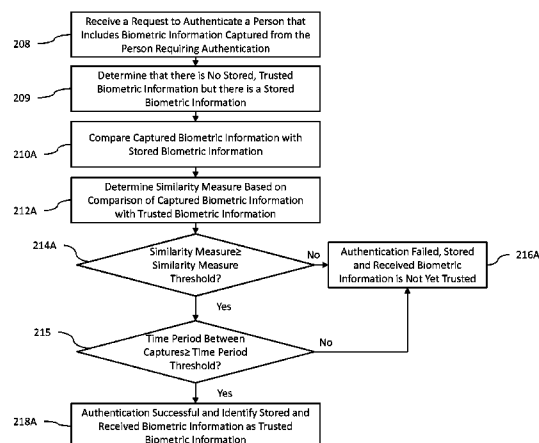 Receive a Request to Authenticate a Person that
Includes Biometric Information Captured from the
Person Requiring Authentication
208
Determine that there is No Stored, Trusted
Biometric Information but there is a Stored
Biometric Information
209
Compare Captured Biometric Information with
Stored Biometric Information
210A
Determine Similarity Measure Based on
Comparison of Captured Biometric Information
with Trusted Biometric Information
212A
214A
Similarity Measure≥
Similarity Measure
Threshold?
No
Authentication Failed, Stored
and Received Biometric
Information is Not Yet Trusted
216A
Yes
215
Time Period Between
Captures≥ Time Period
Threshold?
No
Yes
218A
Authentication Successful and Identify Stored and
Received Biometric Information as Trusted
Biometric Information